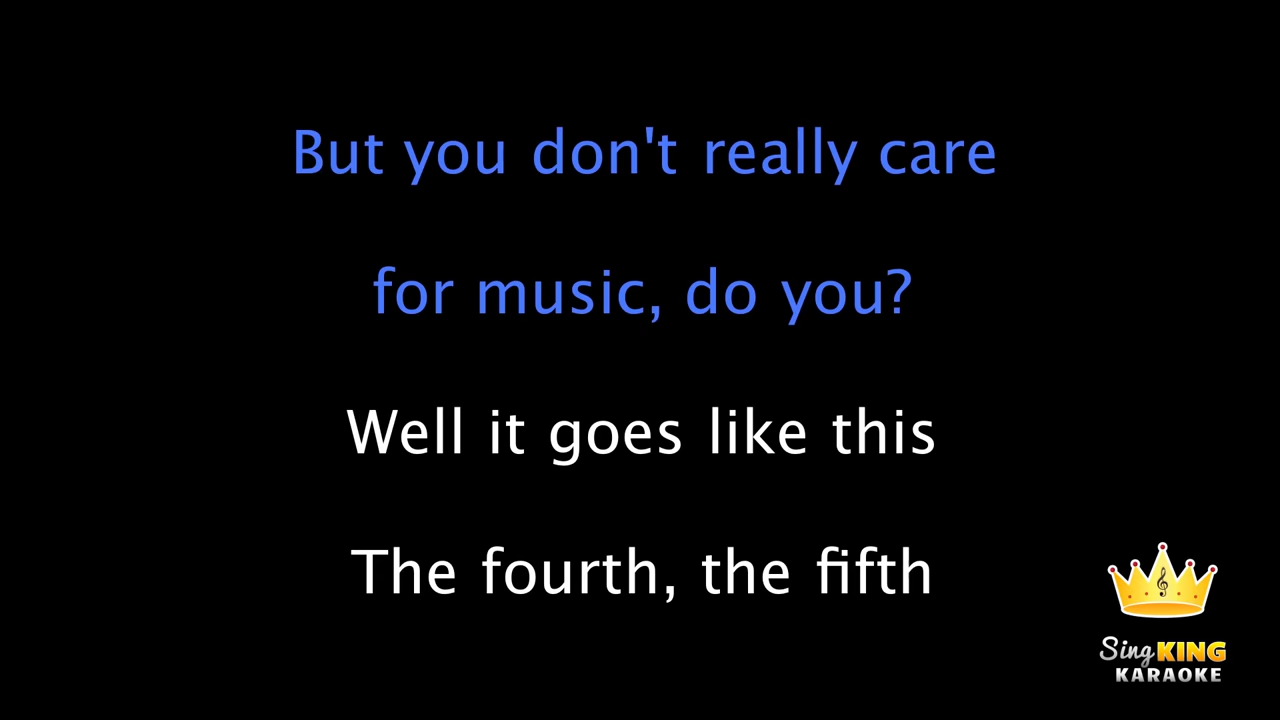 But you don't really care
for music, do you?
Well it goes like this
The fourth, the fifth
Sing KING
KARAOKE